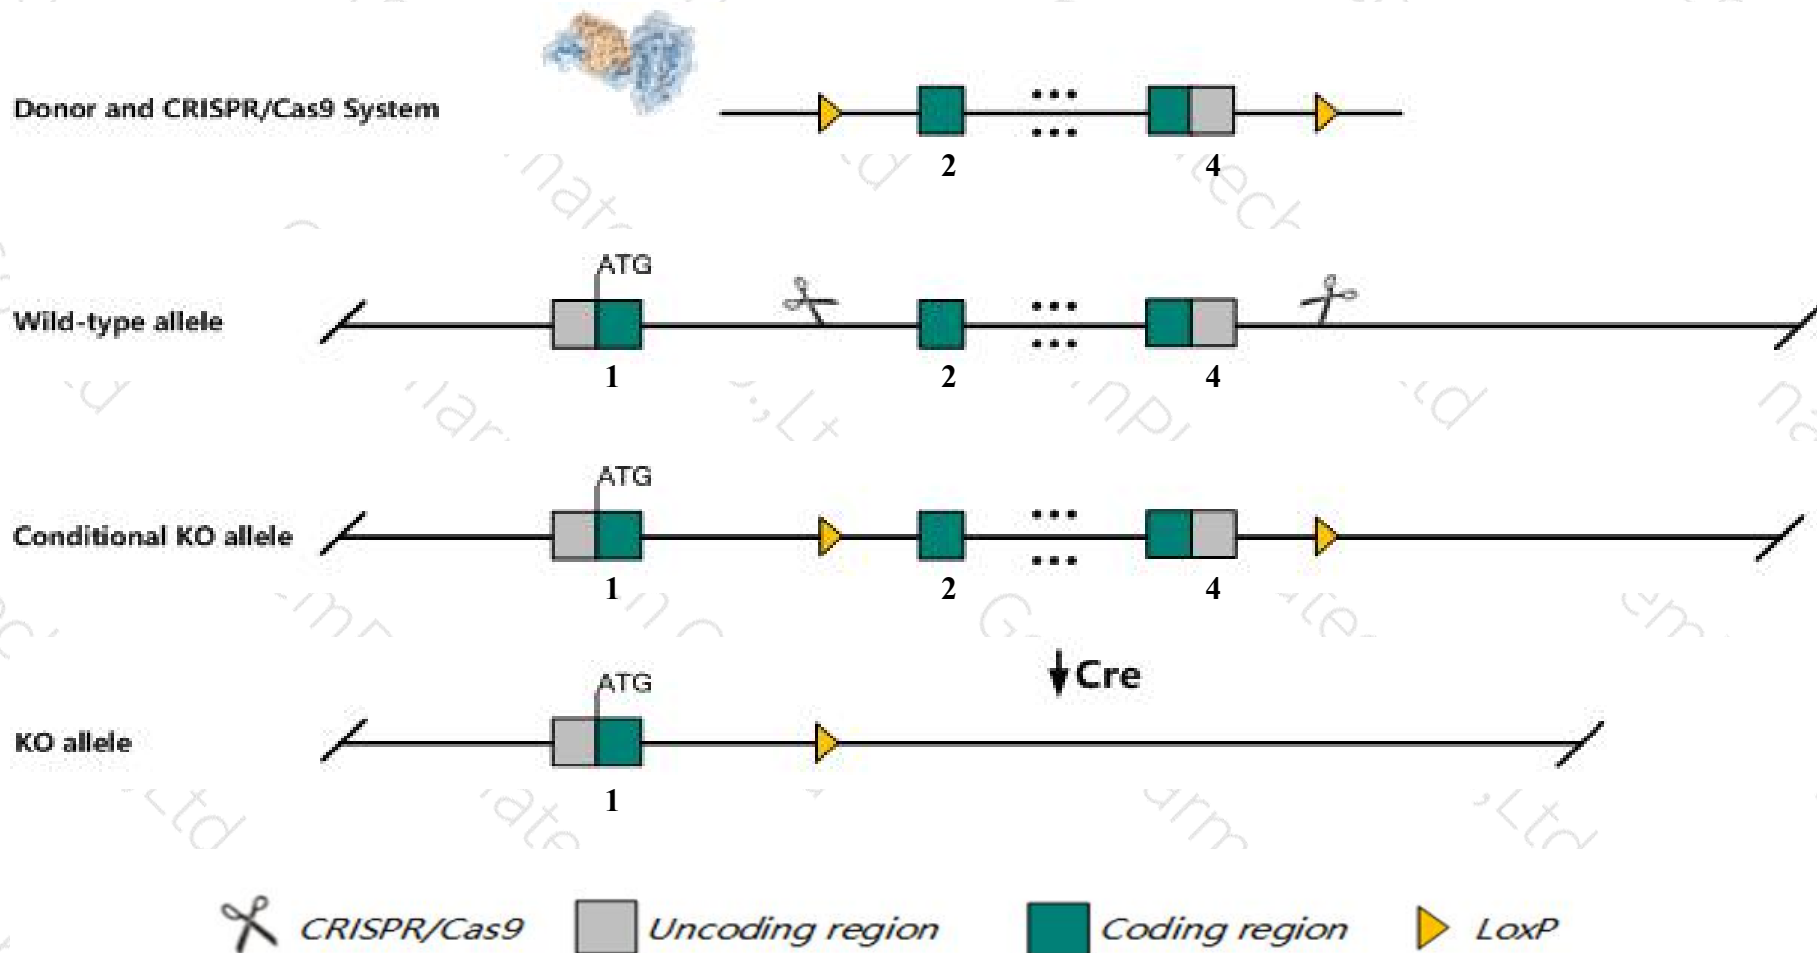 Donor and CRISPR/Cas9 System
2 4
ATG
Wild-type allele
1 2 4
ATG
Conditional KO allele
1 2 4
Cre
ATG
KO allele
1
CRISPR/Cas9 Uncoding region Coding region LoxP